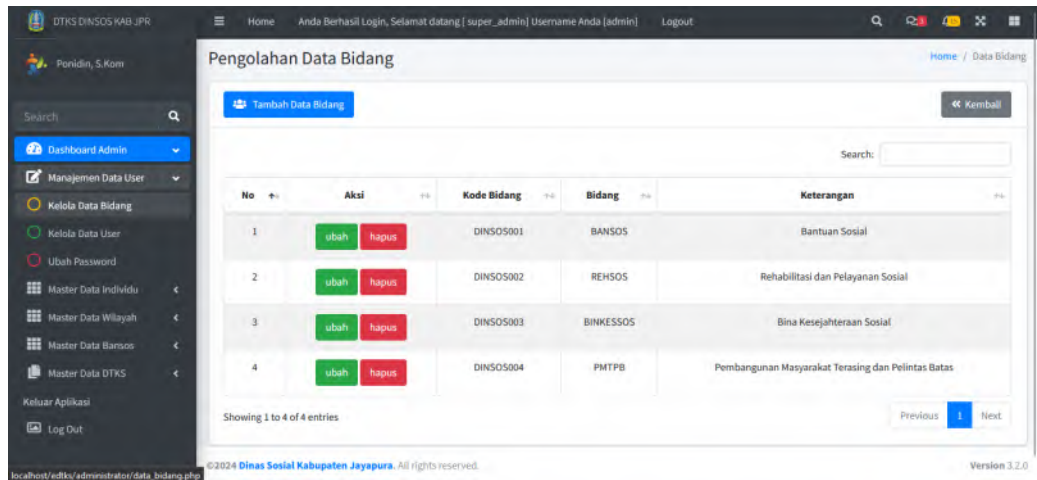 DTKS DINSOS KAB JPR
Home Anda Berhasil Login, Selamat datang [ super_admin] Username Anda [admin] Logout
Ponidin, S.Kom
Pengolahan Data Bidang
Home / Data Bidang
Search
Tambah Data Bidang
Kembali
Dashboard Admin
Search:
Manajemen Data User
Kelola Data Bidang
Kelola Data User
Ubah Password
Master Data Individu
Master Data Wilayah
Master Data Bansos
Master Data DTKS
Keluar Aplikasi
Log Out
No Aksi Kode Bidang Bidang Keterangan
1 ubah hapus DINSOS001 BANSOS Bantuan Sosial
2 ubah hapus DINSOS002 REHSOS Rehabilitasi dan Pelayanan Sosial
3 ubah hapus DINSOS003 BINKESSOS Bina Kesejahteraan Sosial
4 ubah hapus DINSOS004 PMTPB Pembangunan Masyarakat Terasing dan Pelintas Batas
Showing 1 to 4 of 4 entries
Previous 1 Next
©2024 Dinas Sosial Kabupaten Jayapura. All rights reserved.
Version 3.2.0
localhost/edtks/administrator/data_bidang.php